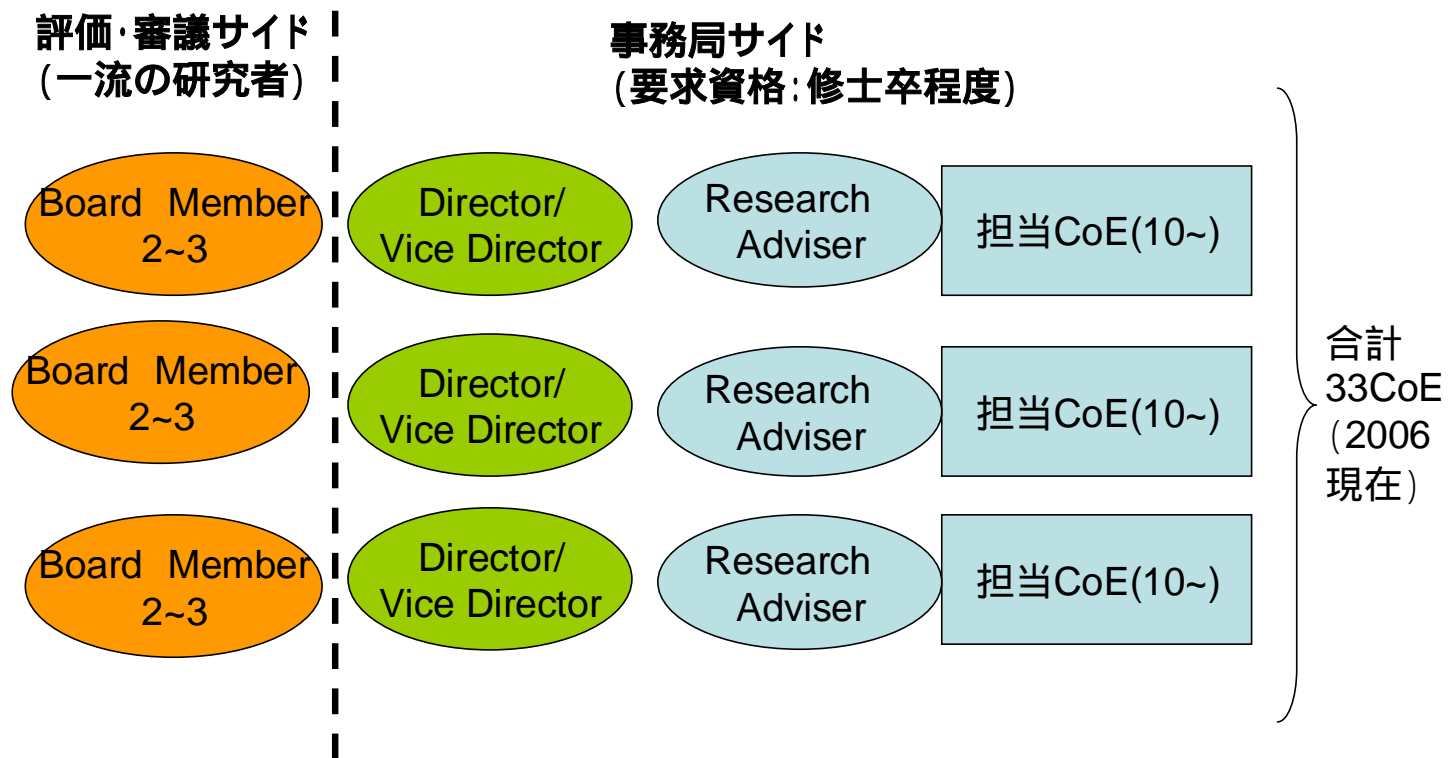 評価・審議サイド
(一流の研究者)
事務局サイド
(要求資格:修士卒程度)
Board Member
2~3
Director/
Vice Director
Research
Adviser
担当CoE(10~)
Board Member
2~3
Director/
Vice Director
Research
Adviser
担当CoE(10~)
Board Member
2~3
Director/
Vice Director
Research
Adviser
担当CoE(10~)
合計
33CoE
(2006
現在)